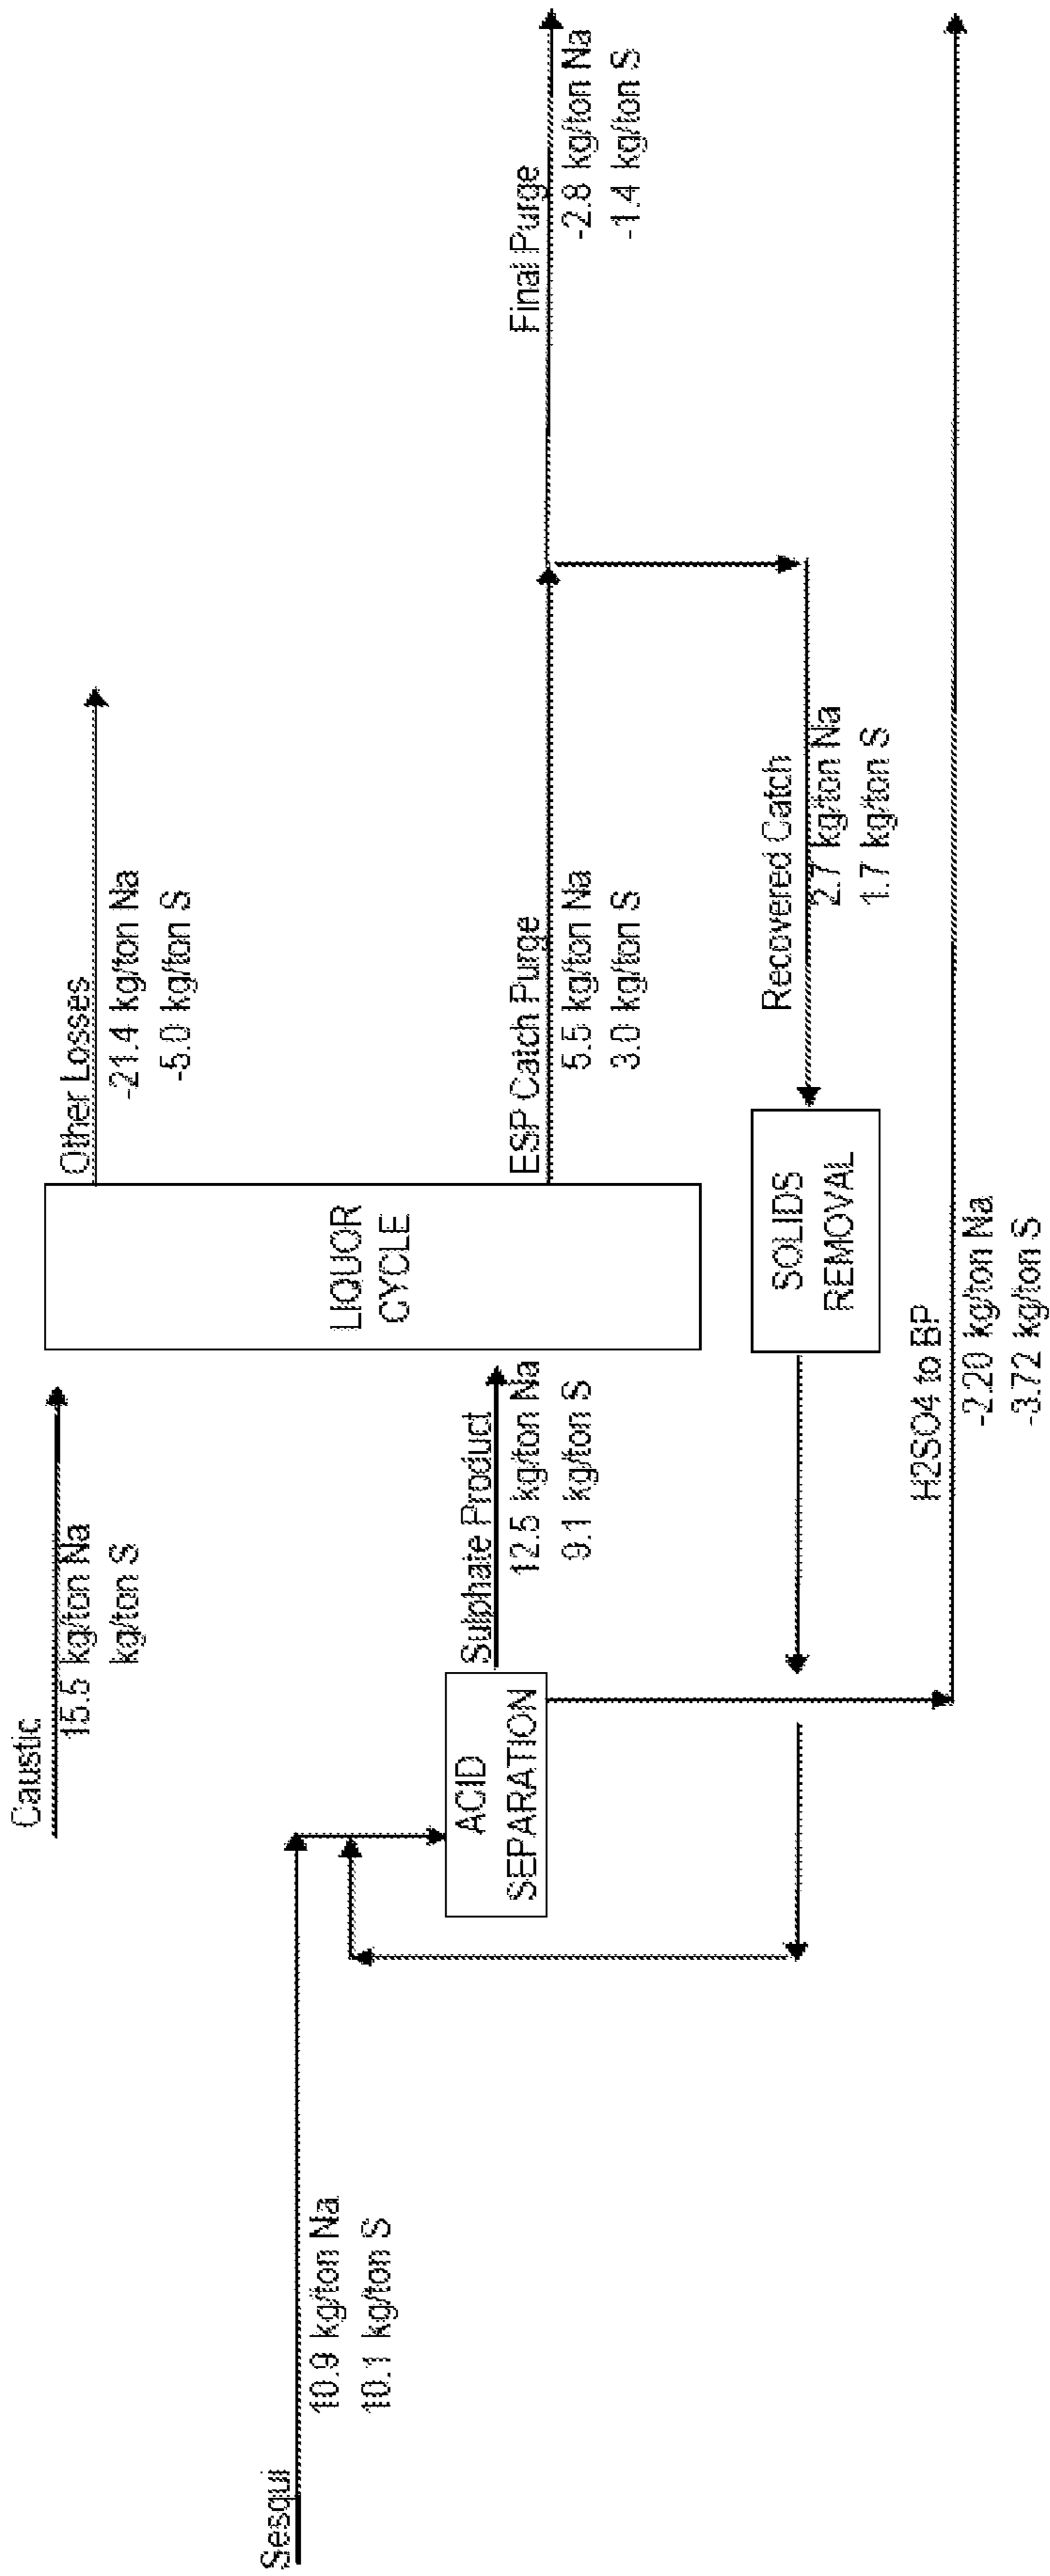 Caustic
15.5 kg/ton Na
kg/ton S
Other Losses
-21.4 kg/ton Na
-5.0 kg/ton S
Sesqui
10.9 kg/ton Na
10.1 kg/ton S
LIQUOR
CYCLE
ACID
SEPARATION
Sulphate Product
12.5 kg/ton Na
9.1 kg/ton S
ESP Catch Purge
5.5 kg/ton Na
3.0 kg/ton S
Final Purge
-2.8 kg/ton Na
-1.4 kg/ton S
SOLIDS
REMOVAL
Recovered Catch
2.7 kg/ton Na
1.7 kg/ton S
H2SO4 to BP
-2.20 kg/ton Na
-3.72 kg/ton S